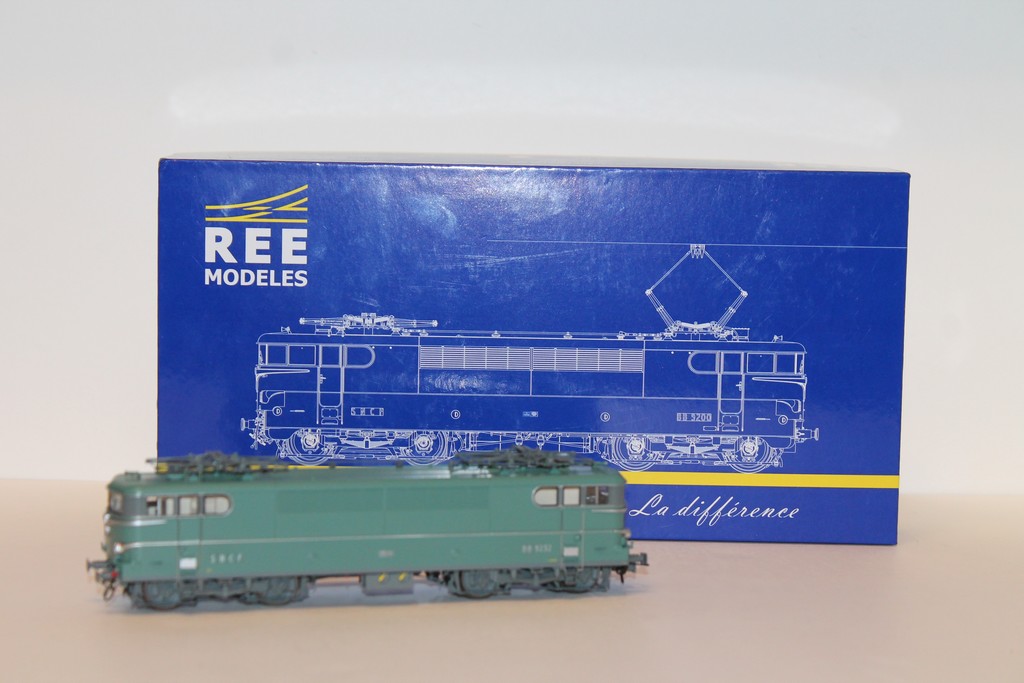 REE
MODELES
SNCF
BB 9200
La différence
SNCF